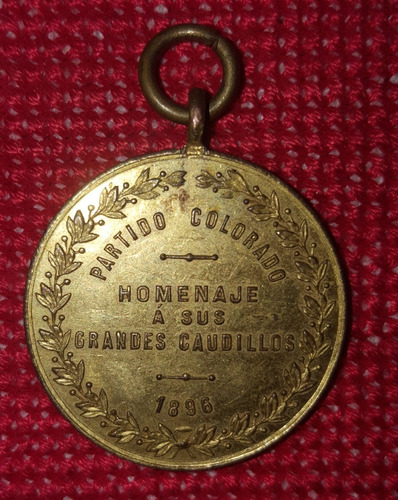 PARTIDO COLORADO
HOMENAJE
Á SUS
GRANDES CAUDILLOS
1896